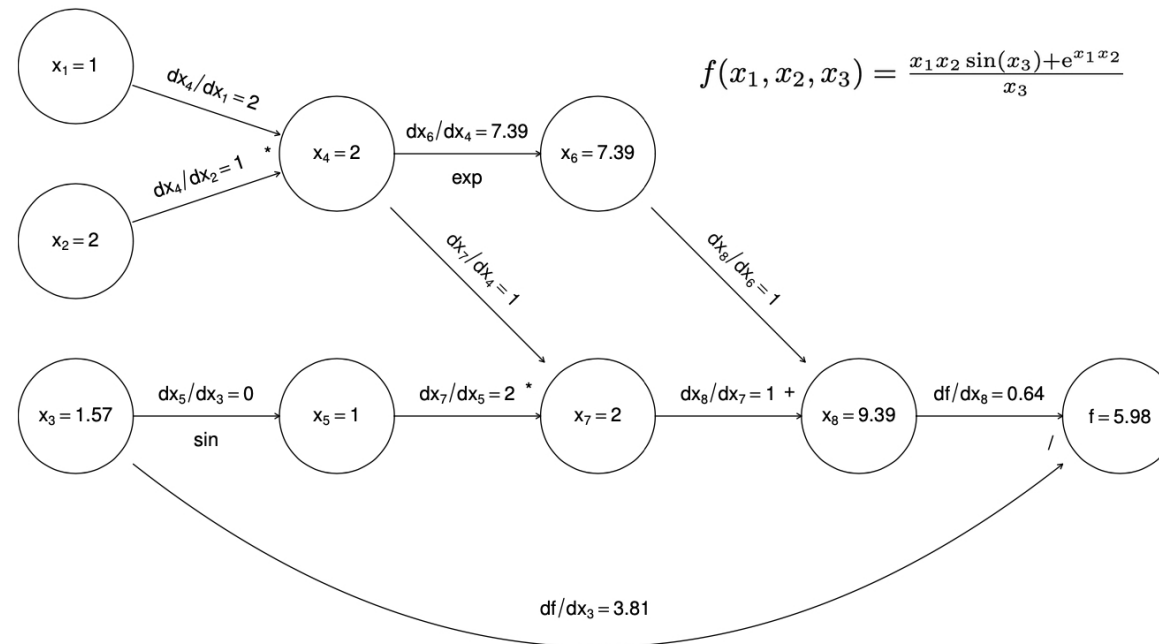 x₁ = 1
dx₄/dx₁ = 2
f(x₁, x₂, x₃) = (x₁x₂ sin(x₃)+e^{x₁x₂})/x₃
*
x₄ = 2
dx₆/dx₄ = 7.39
exp
x₆ = 7.39
dx₄/dx₂ = 1
x₂ = 2
dx₇/dx₄ = 1
dx₈/dx₆ = 1
x₃ = 1.57
dx₅/dx₃ = 0
sin
x₅ = 1
dx₇/dx₅ = 2 *
x₇ = 2
dx₈/dx₇ = 1 +
x₈ = 9.39
df/dx₈ = 0.64
/
f = 5.98
df/dx₃ = 3.81